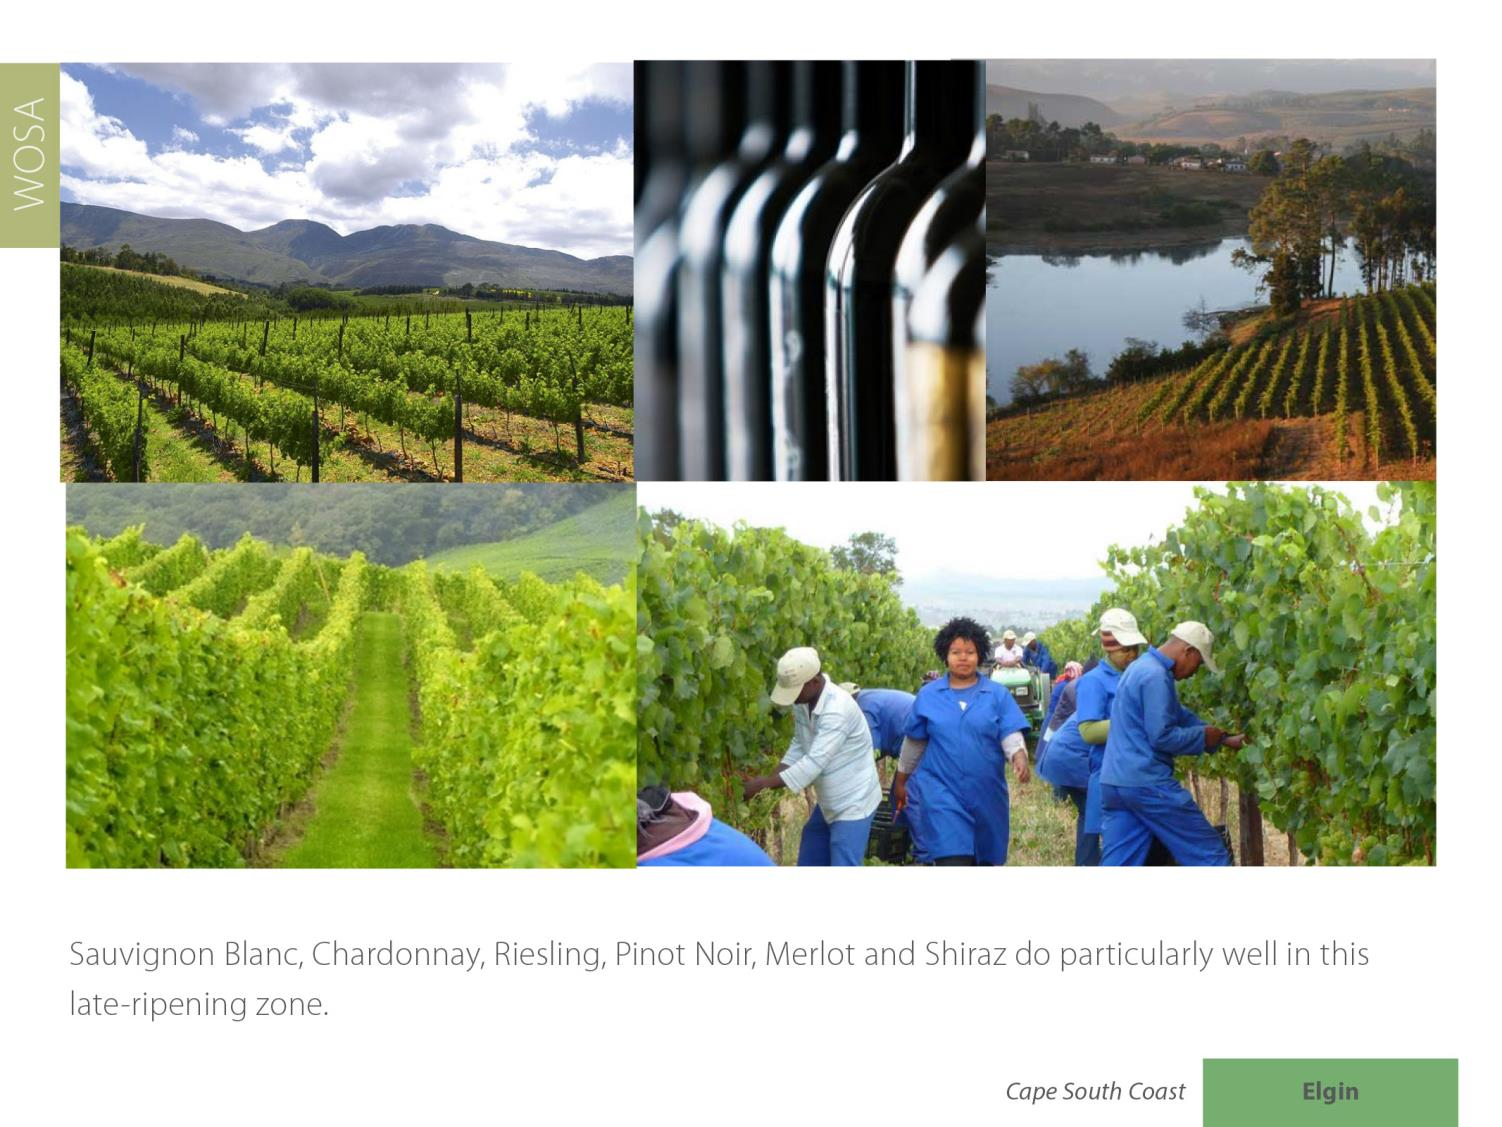 WOSA
Sauvignon Blanc, Chardonnay, Riesling, Pinot Noir, Merlot and Shiraz do particularly well in this
late-ripening zone.
Cape South Coast
Elgin